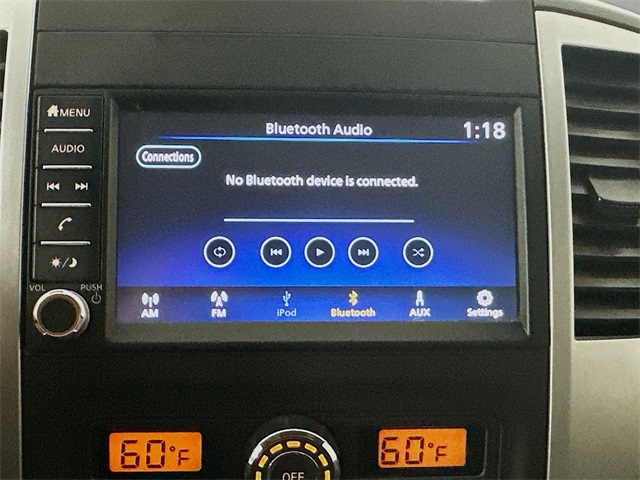 MENU
AUDIO
VOL
PUSH
Bluetooth Audio
1:18
Connections
No Bluetooth device is connected.
AM
FM
iPod
Bluetooth
AUX
Settings
60°F
60°F
OFF